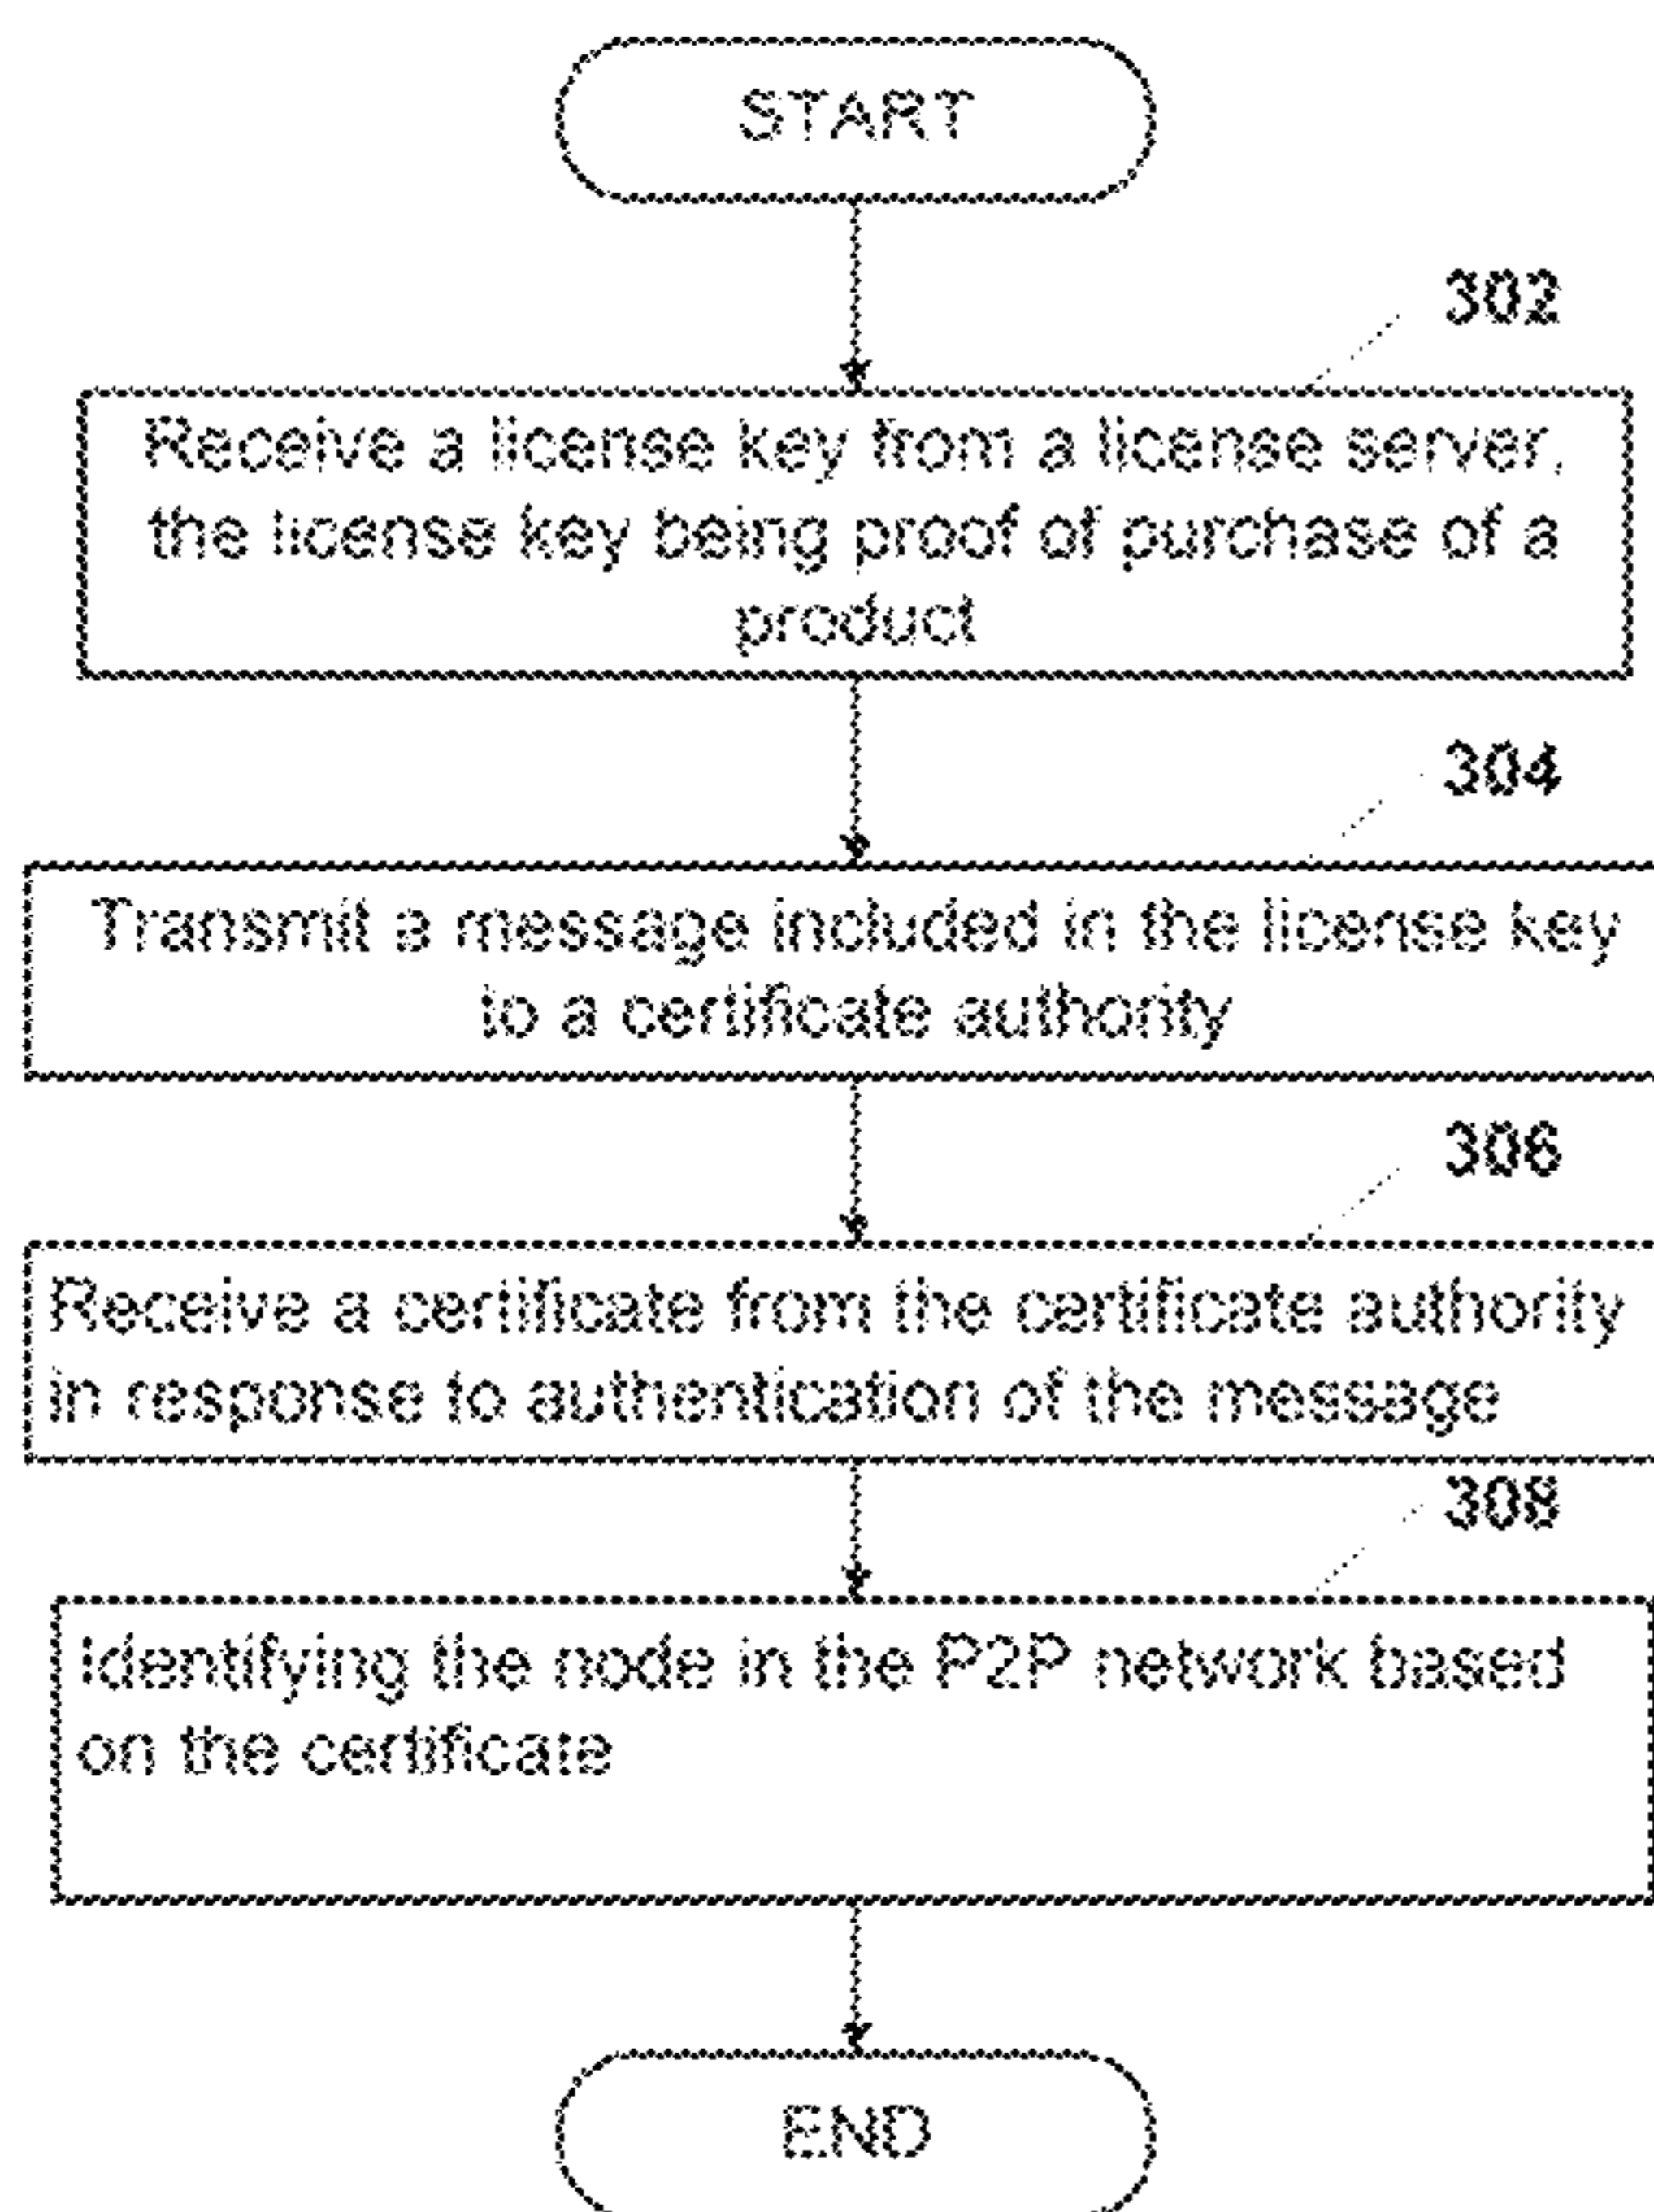 START
302
Receive a license key from a license server,
the license key being proof of purchase of a
product
304
Transmit a message included in the license key
to a certificate authority
306
Receive a certificate from the certificate authority
in response to authentication of the message
308
Identifying the node in the P2P network based
on the certificate
END